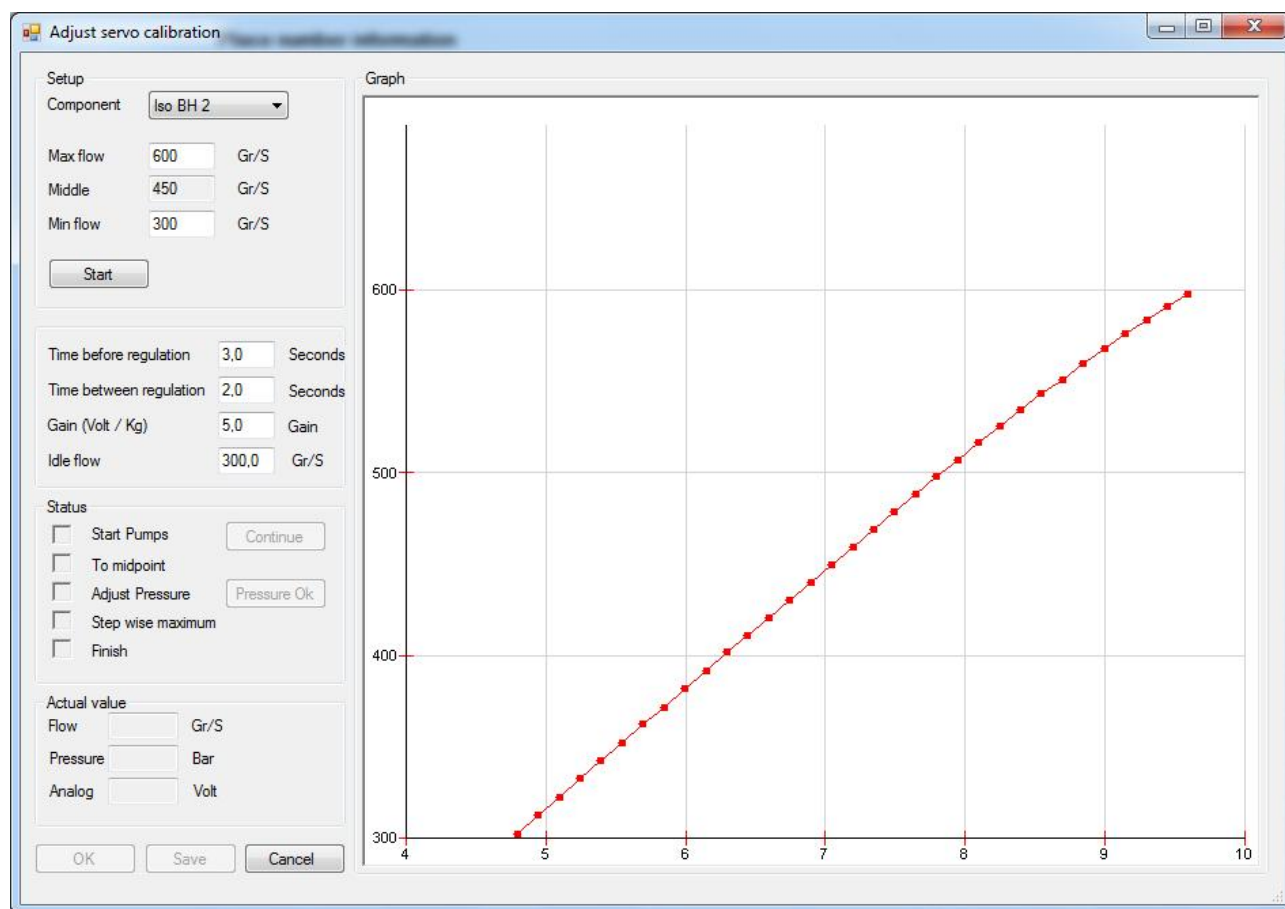 Adjust servo calibration
Setup
Component Iso BH 2
Max flow 600 Gr/S
Middle 450 Gr/S
Min flow 300 Gr/S
Start
Time before regulation 3,0 Seconds
Time between regulation 2,0 Seconds
Gain (Volt / Kg) 5,0 Gain
Idle flow 300,0 Gr/S
Status
Start Pumps Continue
To midpoint
Adjust Pressure Pressure Ok
Step wise maximum
Finish
Actual value
Flow Gr/S
Pressure Bar
Analog Volt
OK Save Cancel
Graph
600
500
400
300
4 5 6 7 8 9 10